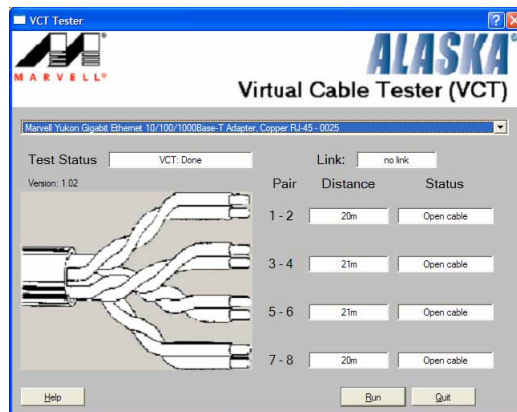 VCT Tester
MARVELL®
ALASKA®
Virtual Cable Tester (VCT)
Marvell Yukon Gigabit Ethernet 10/100/1000Base-T Adapter, Copper RJ-45 - 0025
Test Status VCT: Done Link: no link
Version: 1.02
Pair Distance Status
1 - 2 20m Open cable
3 - 4 21m Open cable
5 - 6 21m Open cable
7 - 8 20m Open cable
Help Run Quit